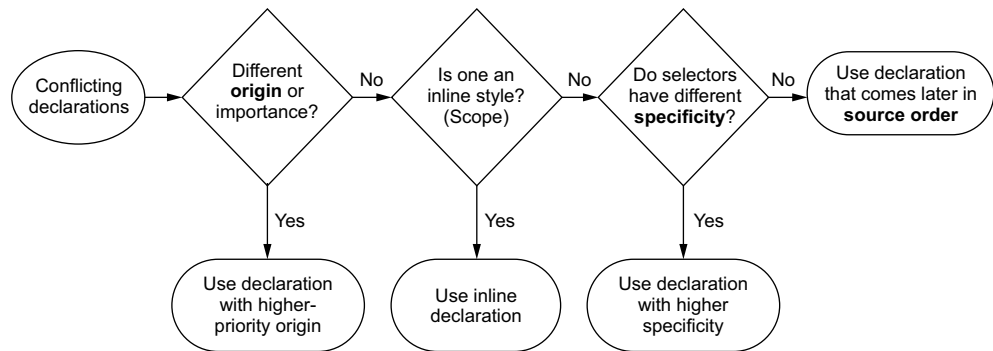 Conflicting
declarations
Different
origin or
importance?
No
Is one an
inline style?
(Scope)
No
Do selectors
have different
specificity?
No
Use declaration
that comes later in
source order
Yes
Yes
Yes
Use declaration
with higher-
priority origin
Use inline
declaration
Use declaration
with higher
specificity